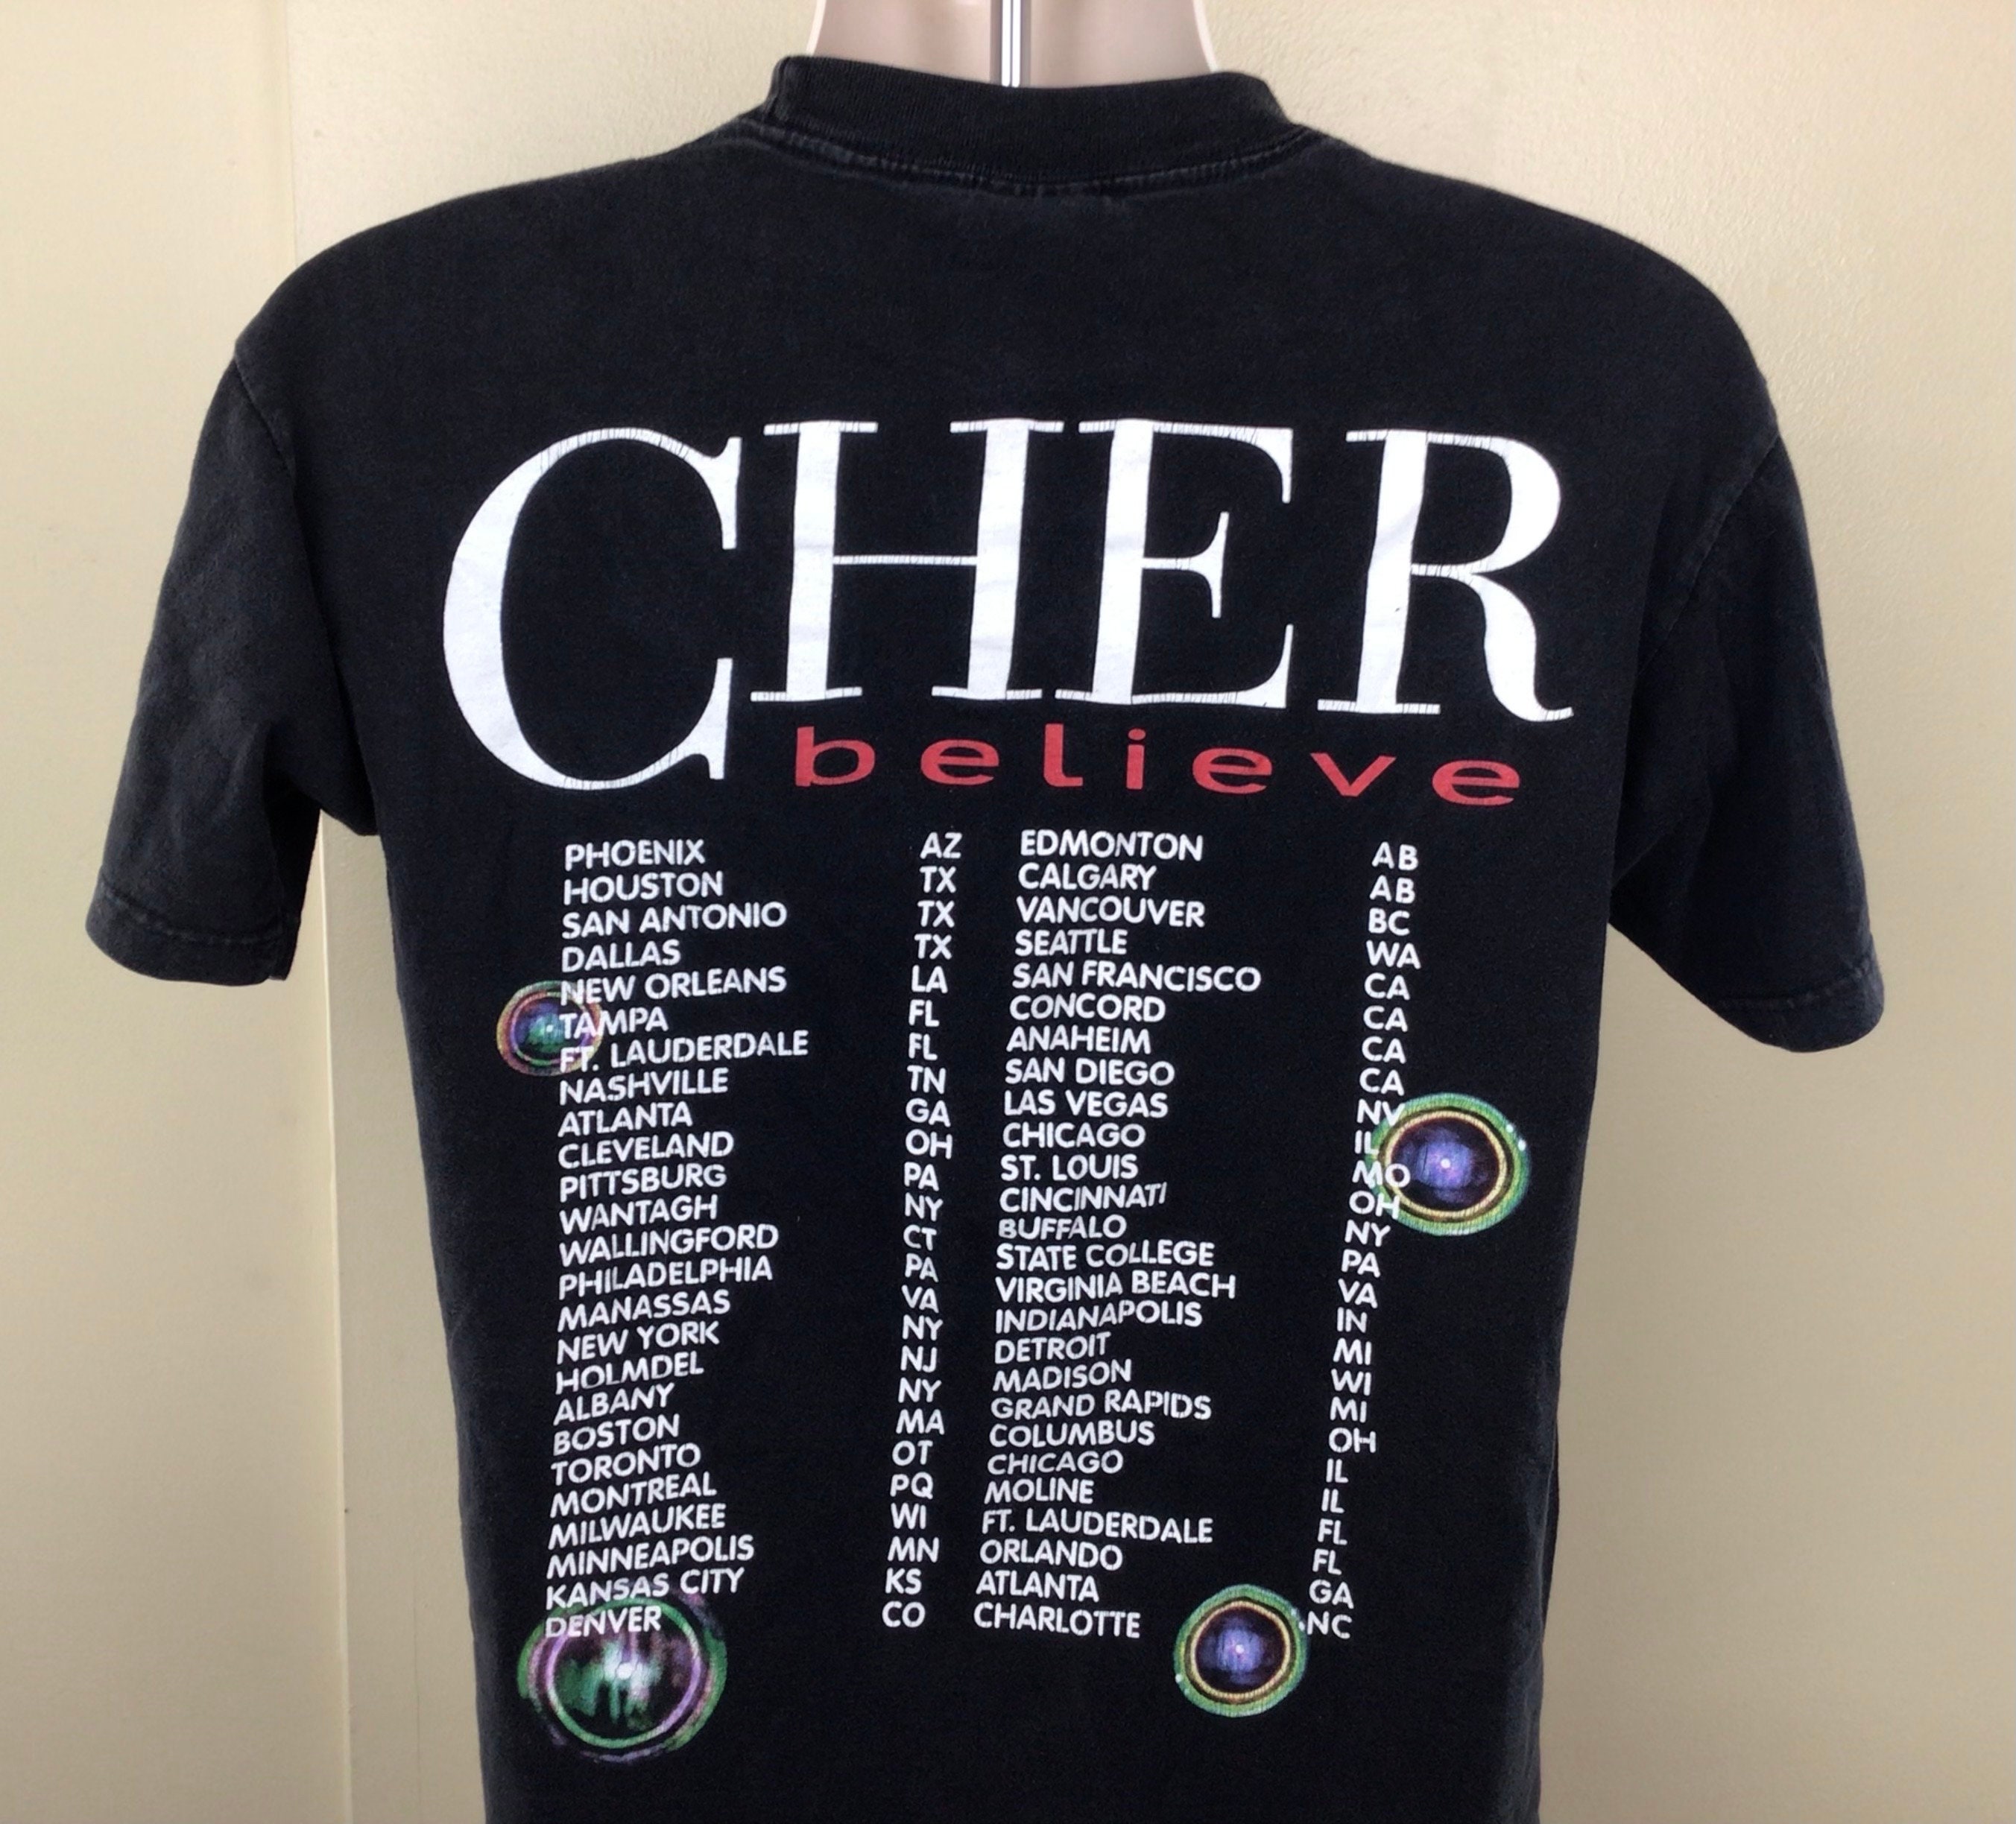 CHER
believe
PHOENIX AZ
HOUSTON TX
SAN ANTONIO TX
DALLAS TX
NEW ORLEANS LA
TAMPA FL
FT. LAUDERDALE FL
NASHVILLE TN
ATLANTA GA
CLEVELAND OH
PITTSBURG PA
WANTAGH NY
WALLINGFORD CT
PHILADELPHIA PA
MANASSAS VA
NEW YORK NY
HOLMDEL NJ
ALBANY NY
BOSTON MA
TORONTO OT
MONTREAL PQ
MILWAUKEE WI
MINNEAPOLIS MN
KANSAS CITY KS
DENVER CO
EDMONTON AB
CALGARY AB
VANCOUVER BC
SEATTLE WA
SAN FRANCISCO CA
CONCORD CA
ANAHEIM CA
SAN DIEGO CA
LAS VEGAS NV
CHICAGO IL
ST. LOUIS MO
CINCINNATI OH
BUFFALO NY
STATE COLLEGE PA
VIRGINIA BEACH VA
INDIANAPOLIS IN
DETROIT MI
MADISON WI
GRAND RAPIDS MI
COLUMBUS OH
CHICAGO IL
MOLINE IL
FT. LAUDERDALE FL
ORLANDO FL
ATLANTA GA
CHARLOTTE NC